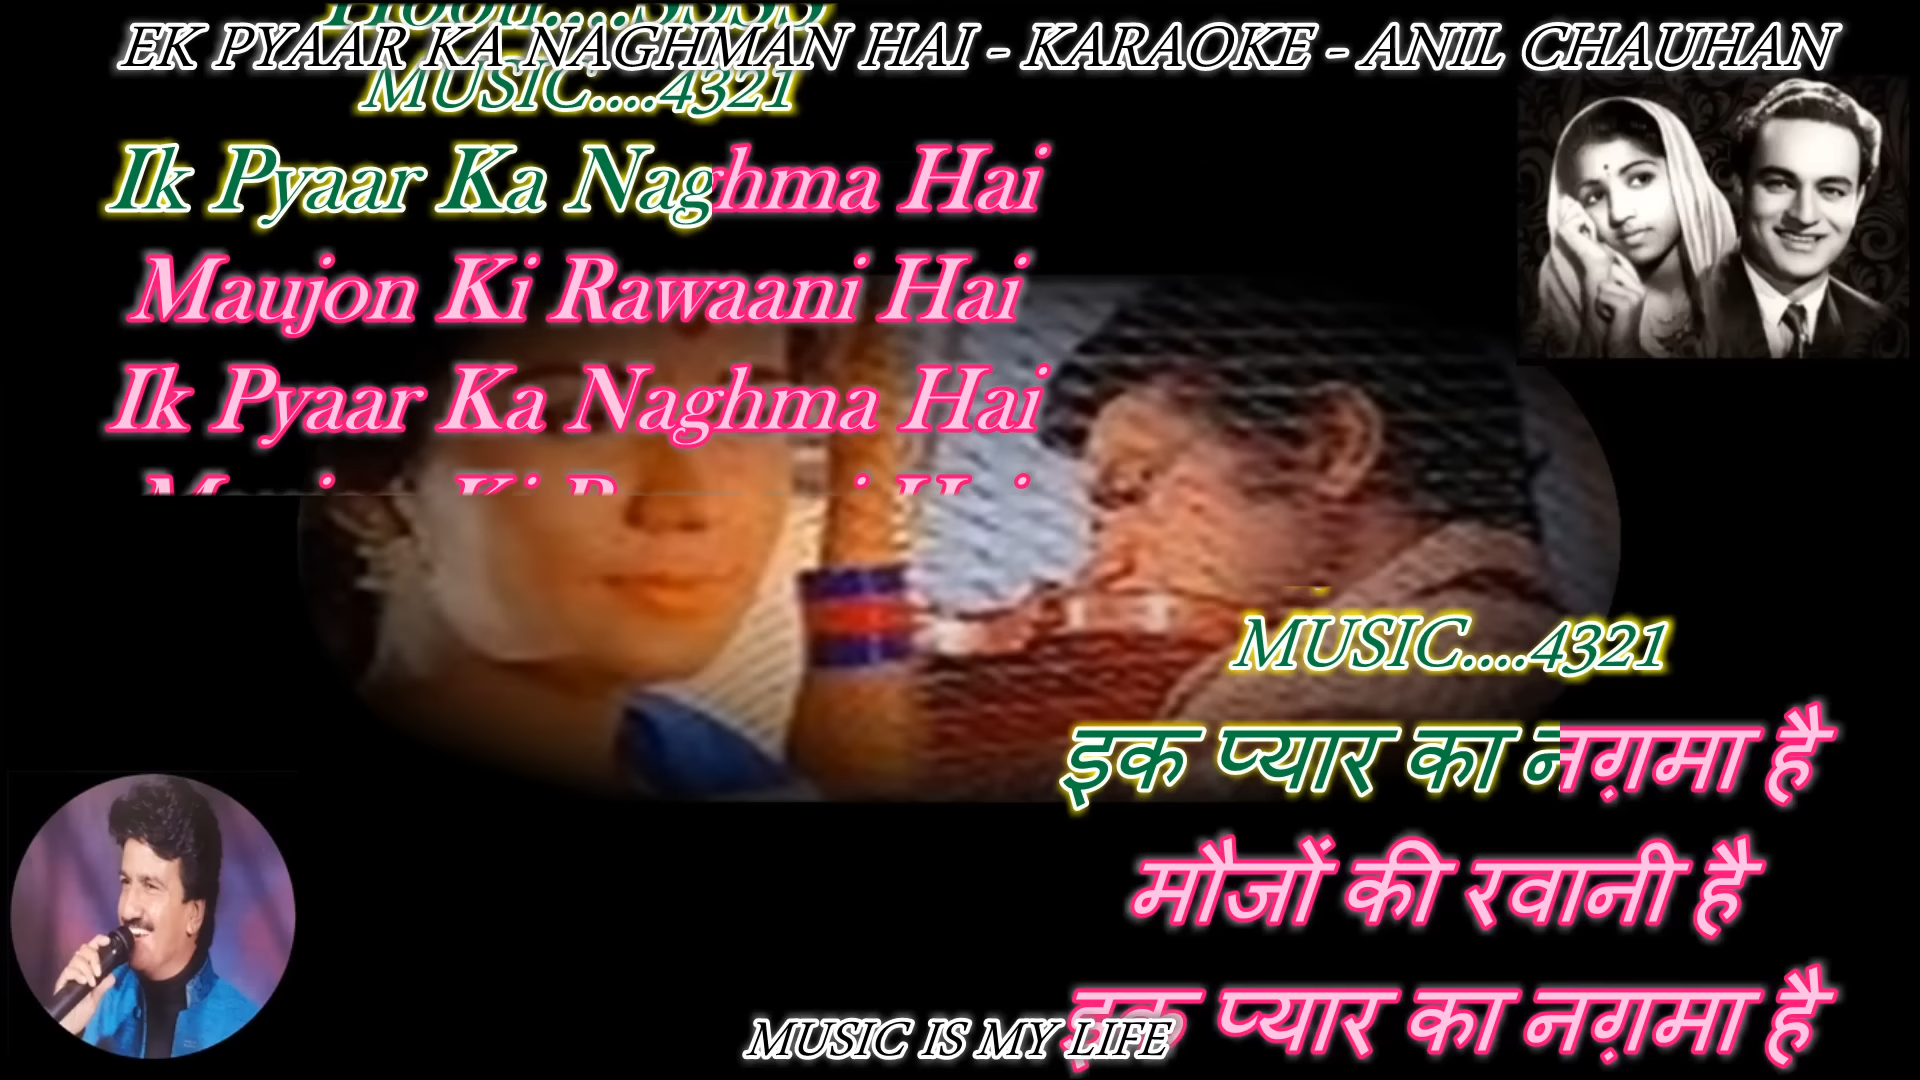 EK PYAAR KA NAGHMAN HAI - KARAOKE - ANIL CHAUHAN
MUSIC....4321
Ik Pyaar Ka Naghma Hai
Maujon Ki Rawaani Hai
Ik Pyaar Ka Naghma Hai
MUSIC....4321
इक प्यार का नग़मा है
मौजों की रवानी है
इक प्यार का नग़मा है
MUSIC IS MY LIFE